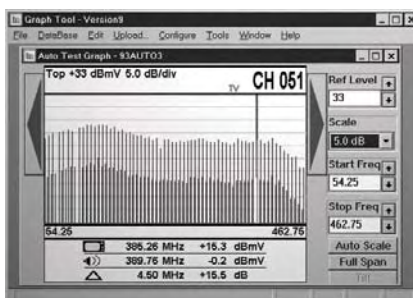 Graph Tool - Version9
File DataBase Edit Upload... Configure Tools Window Help
Auto Test Graph - 93AUTO3
Top +33 dBmV 5.0 dB/div
TV
CH 051
54.25
462.75
385.26 MHz +15.3 dBmV
389.76 MHz -0.2 dBmV
4.50 MHz +15.5 dB
Ref Level
33
Scale
5.0 dB
Start Freq
54.25
Stop Freq
462.75
Auto Scale
Full Span
Tilt